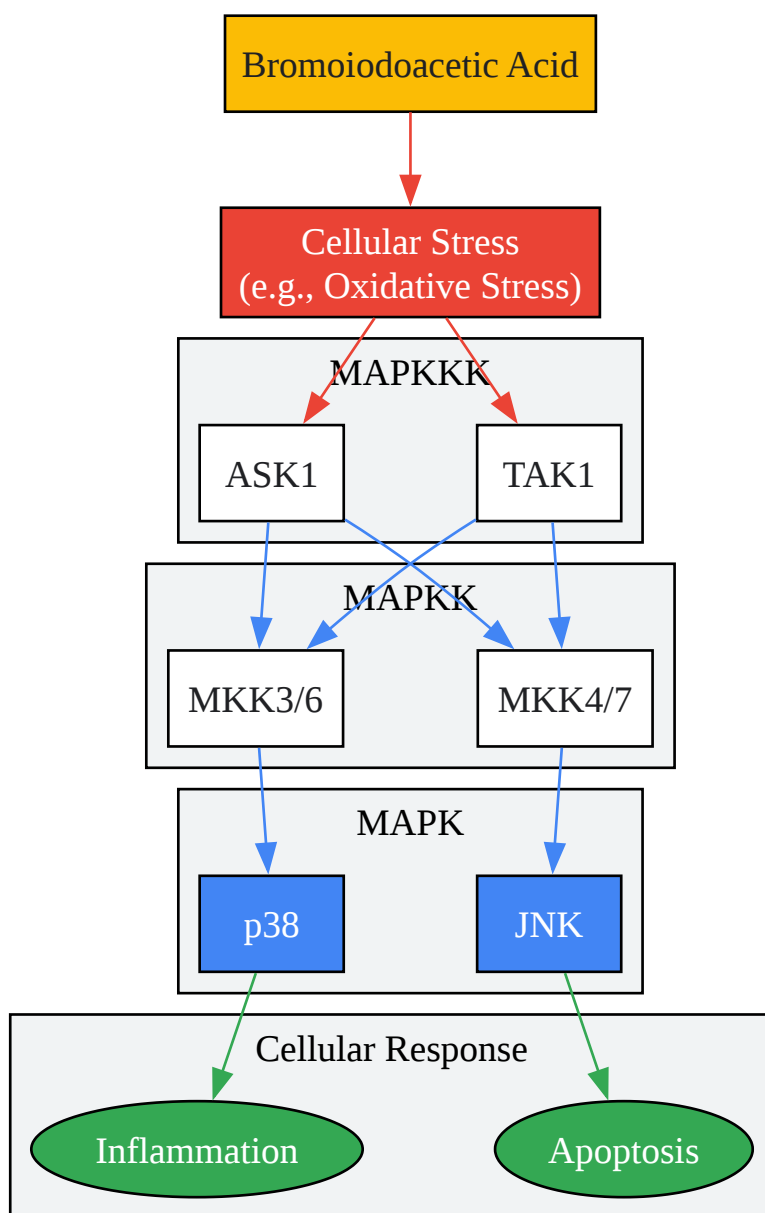 Bromoiodoacetic Acid
Cellular Stress
(e.g., Oxidative Stress)
MAPKKK
ASK1
TAK1
MAPKK
MKK3/6
MKK4/7
MAPK
p38
JNK
Cellular Response
Inflammation
Apoptosis